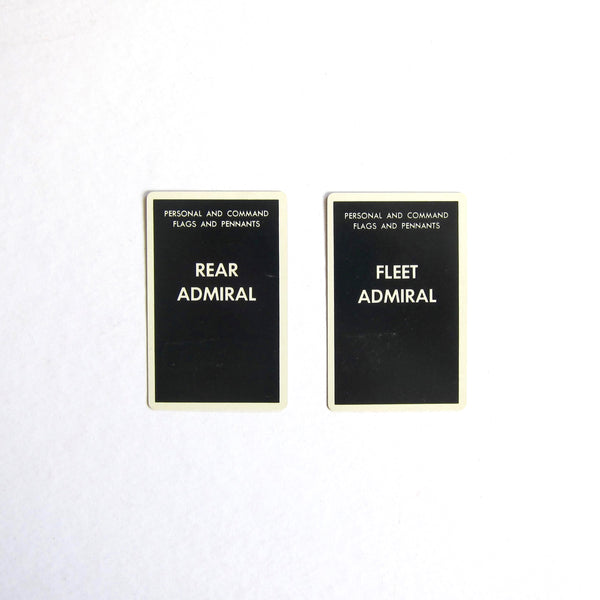 PERSONAL AND COMMAND
FLAGS AND PENNANTS
REAR
ADMIRAL
PERSONAL AND COMMAND
FLAGS AND PENNANTS
FLEET
ADMIRAL